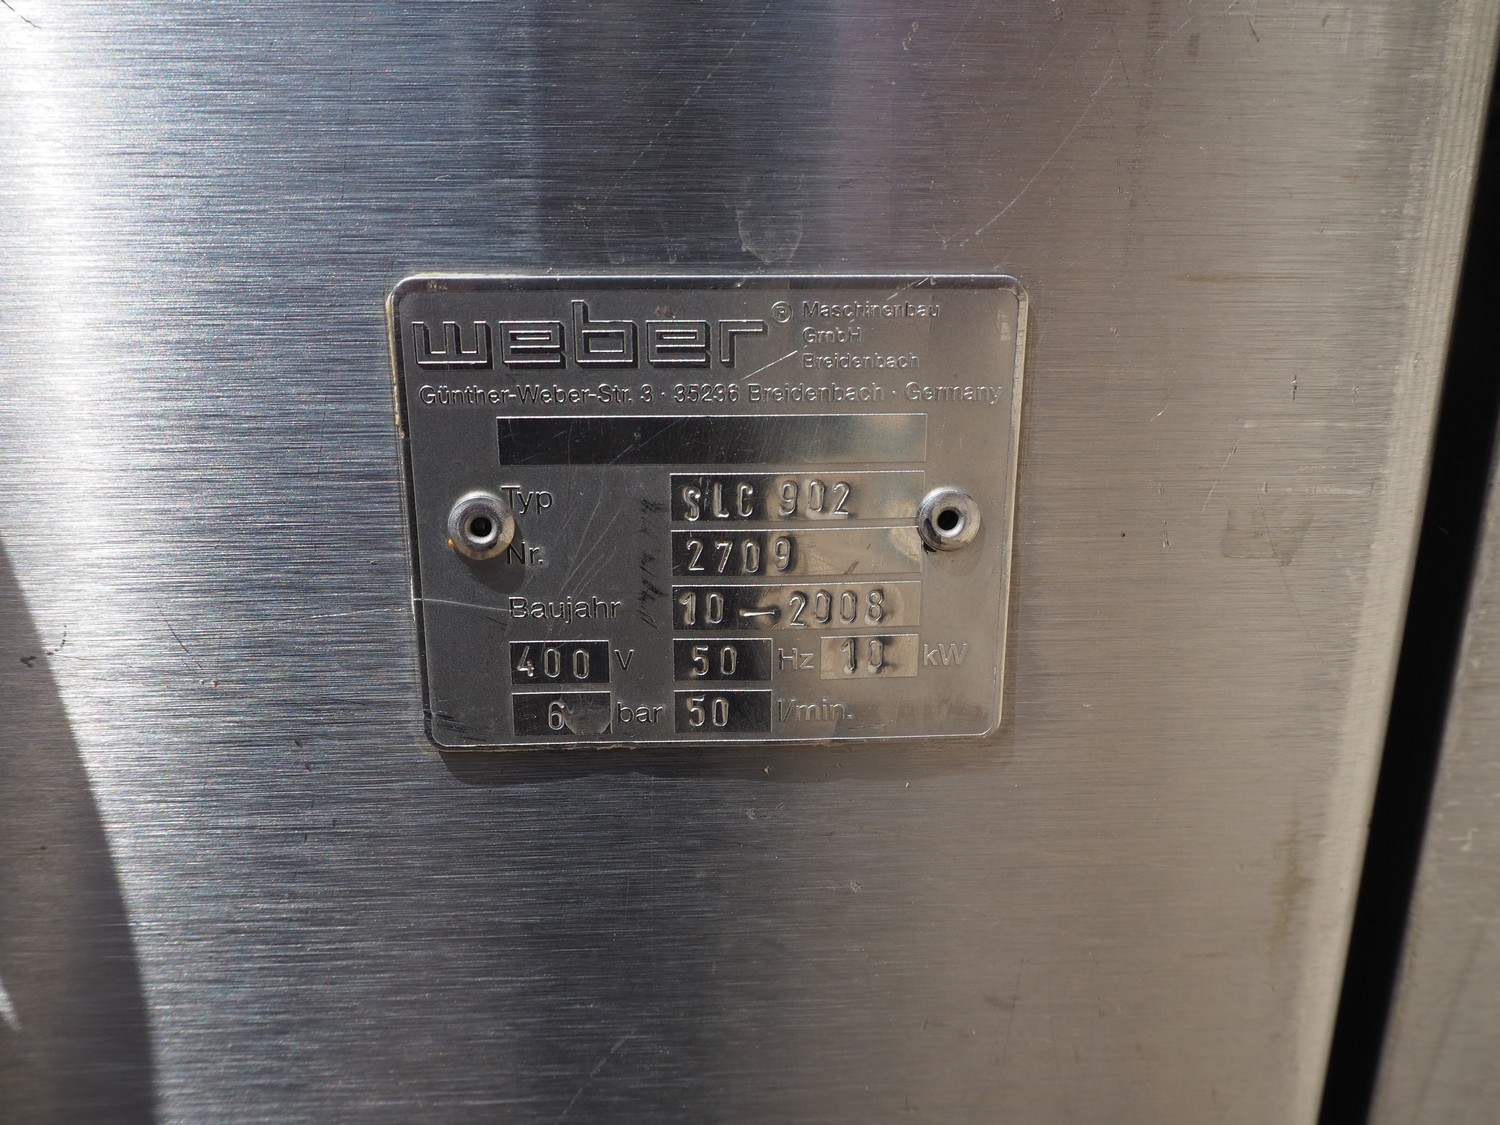 weber® Maschinenbau
GmbH
Breidenbach
Günther-Weber-Str. 3 · 35236 Breidenbach · Germany
Typ SLC 902
Nr. 2709
Baujahr 10-2008
400 V 50 Hz 10 kW
6 bar 50 l/min.